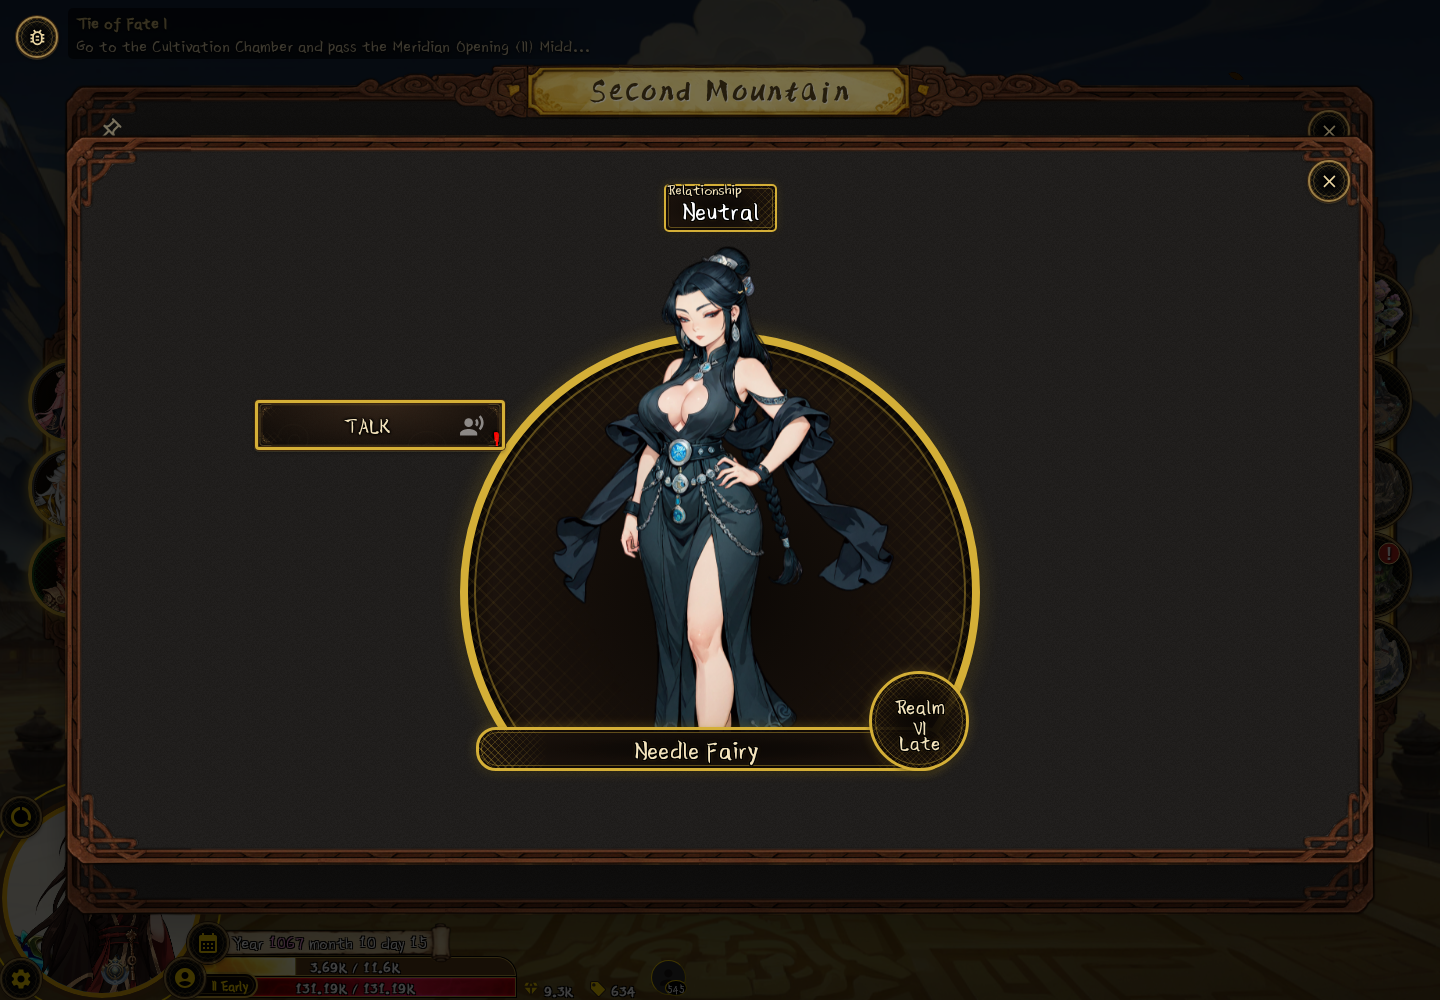 Tie of Fate I
Go to the Cultivation Chamber and pass the Meridian Opening (II) Midd...
Second Mountain
Relationship
Neutral
TALK
Needle Fairy
Realm
VI
Late
Year 1067 month 10 day 15
3.69K / 11.6K
II Early
131.19K / 131.19K
9.3K
634
545